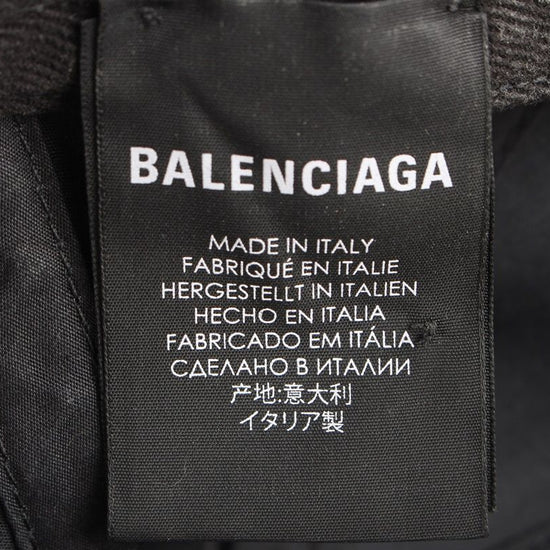 BALENCIAGA
MADE IN ITALY
FABRIQUÉ EN ITALIE
HERGESTELLT IN ITALIEN
HECHO EN ITALIA
FABRICADO EM ITÁLIA
СДЕЛАНО В ИТАЛИИ
产地:意大利
イタリア製